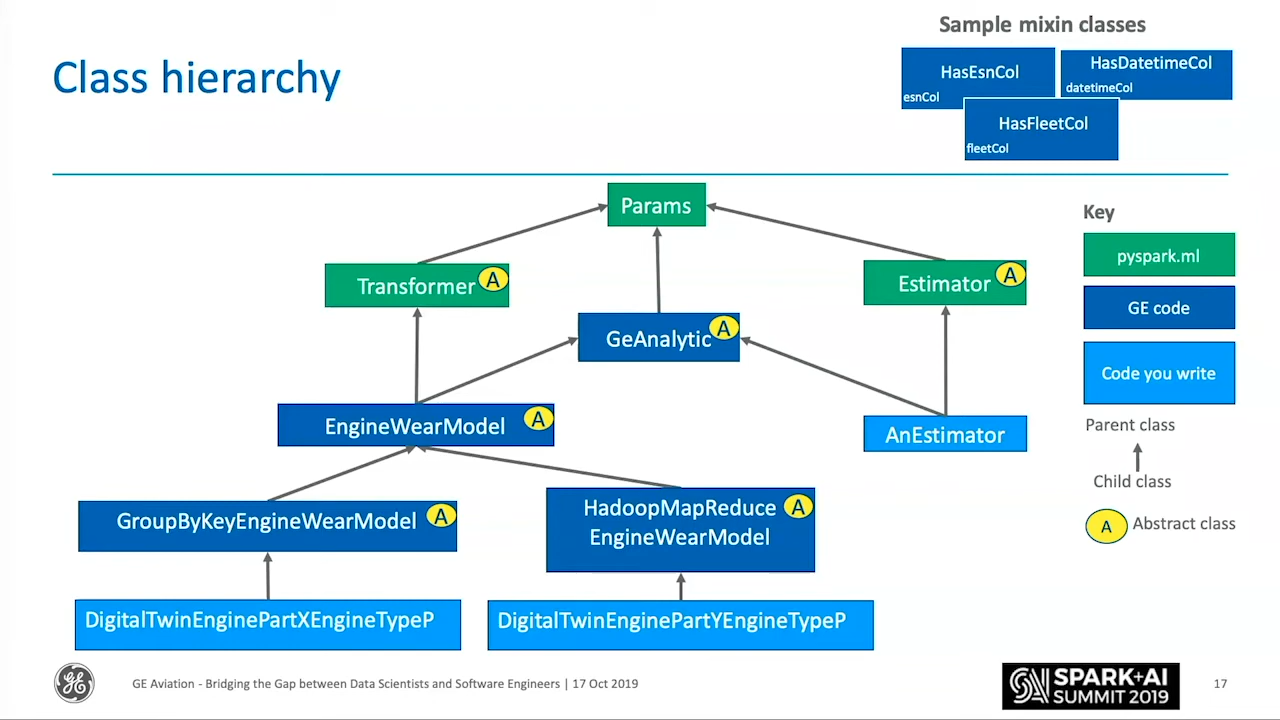 Sample mixin classes
Class hierarchy
HasEsnCol
esnCol
HasDatetimeCol
datetimeCol
HasFleetCol
fleetCol
Params
Transformer
A
Estimator
A
GeAnalytic
A
EngineWearModel
A
AnEstimator
GroupByKeyEngineWearModel
A
HadoopMapReduce
EngineWearModel
A
DigitalTwinEnginePartXEngineTypeP
DigitalTwinEnginePartYEngineTypeP
Key
pyspark.ml
GE code
Code you write
Parent class
Child class
A
Abstract class
GE
GE Aviation - Bridging the Gap between Data Scientists and Software Engineers | 17 Oct 2019
SPARK+AI
SUMMIT 2019
17